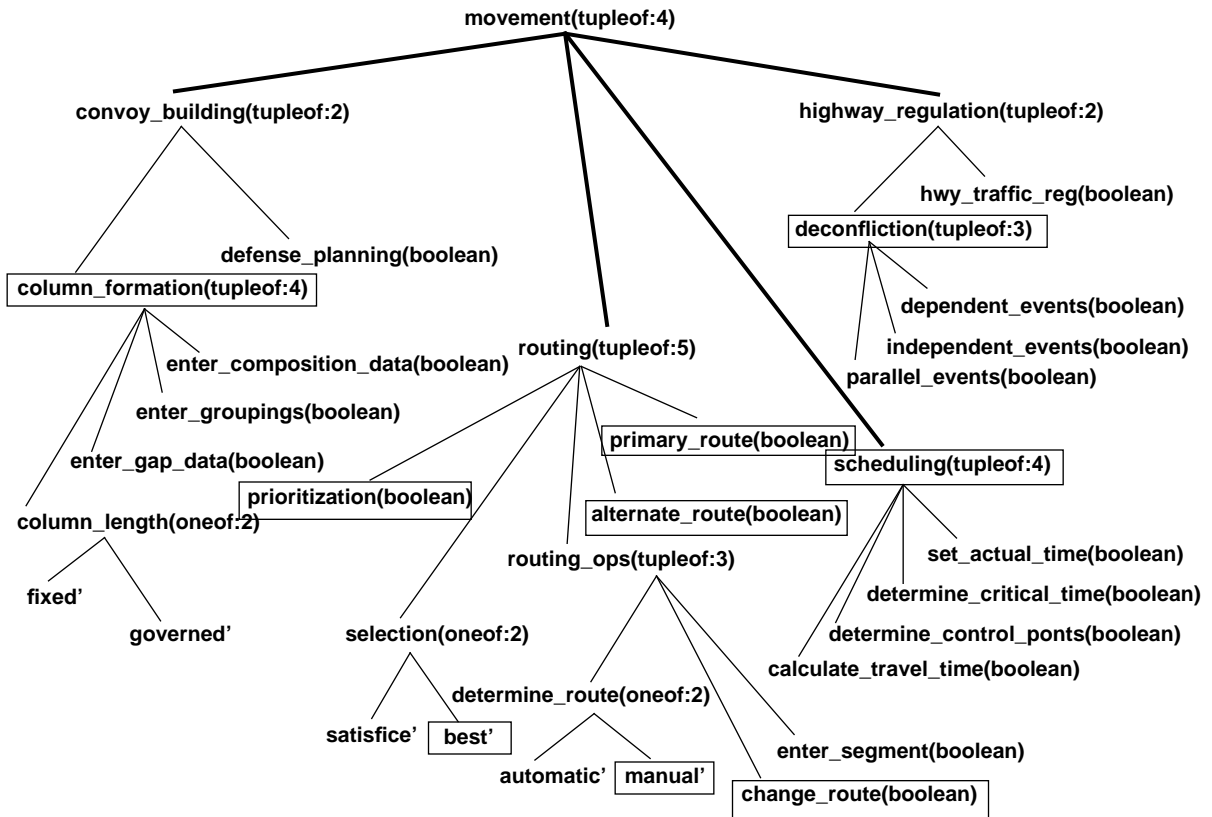 movement(tupleof:4)
convoy_building(tupleof:2)
highway_regulation(tupleof:2)
hwy_traffic_reg(boolean)
deconfliction(tupleof:3)
defense_planning(boolean)
column_formation(tupleof:4)
dependent_events(boolean)
independent_events(boolean)
parallel_events(boolean)
routing(tupleof:5)
enter_composition_data(boolean)
enter_groupings(boolean)
primary_route(boolean)
enter_gap_data(boolean)
scheduling(tupleof:4)
prioritization(boolean)
alternate_route(boolean)
column_length(oneof:2)
set_actual_time(boolean)
routing_ops(tupleof:3)
fixed’
determine_critical_time(boolean)
governed’
selection(oneof:2)
determine_control_ponts(boolean)
calculate_travel_time(boolean)
determine_route(oneof:2)
satisfice’
best’
enter_segment(boolean)
automatic’
manual’
change_route(boolean)